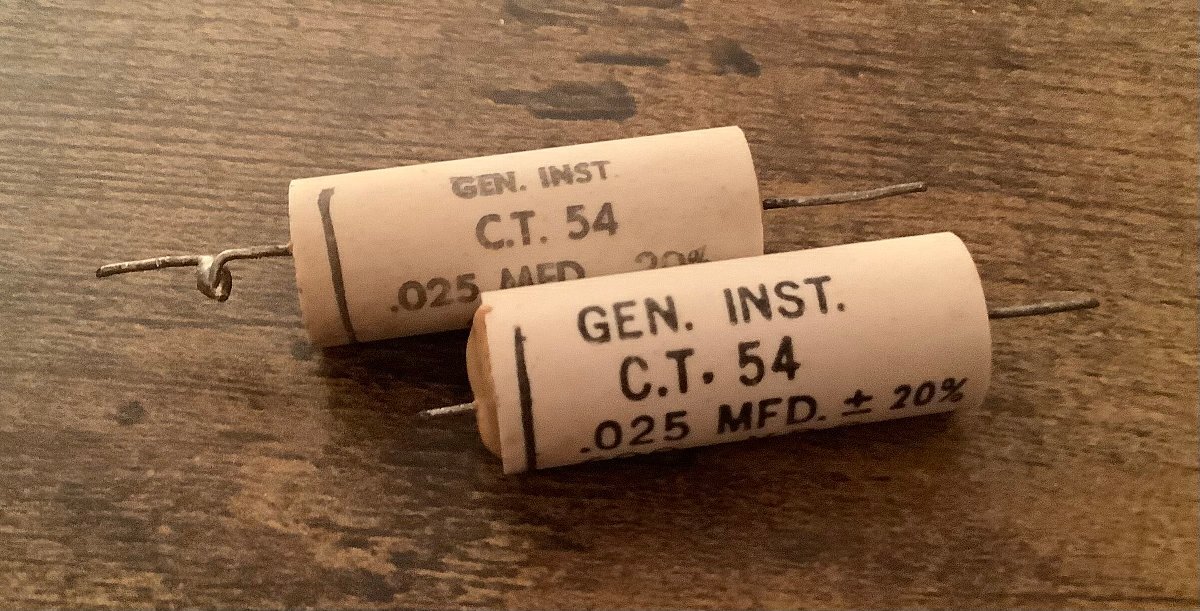 GEN. INST.
C.T. 54
.025 MFD. 20%
GEN. INST.
C.T. 54
.025 MFD. ± 20%